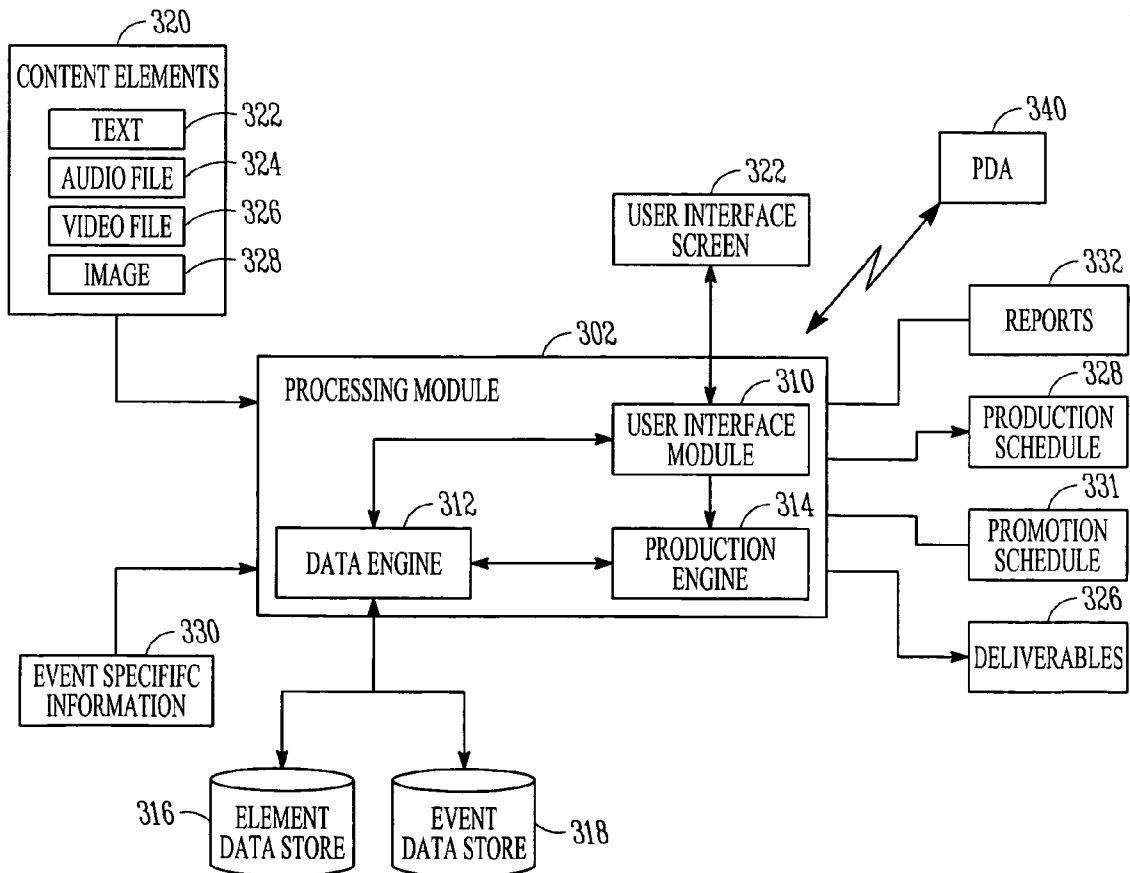 320
CONTENT ELEMENTS
TEXT
322
AUDIO FILE
324
VIDEO FILE
326
IMAGE
328
340
PDA
322
USER INTERFACE
SCREEN
332
REPORTS
302
PROCESSING MODULE
310
USER INTERFACE
MODULE
328
PRODUCTION
SCHEDULE
312
DATA ENGINE
314
PRODUCTION
ENGINE
331
PROMOTION
SCHEDULE
326
DELIVERABLES
330
EVENT SPECIFIFC
INFORMATION
316
ELEMENT
DATA STORE
EVENT
DATA STORE
318